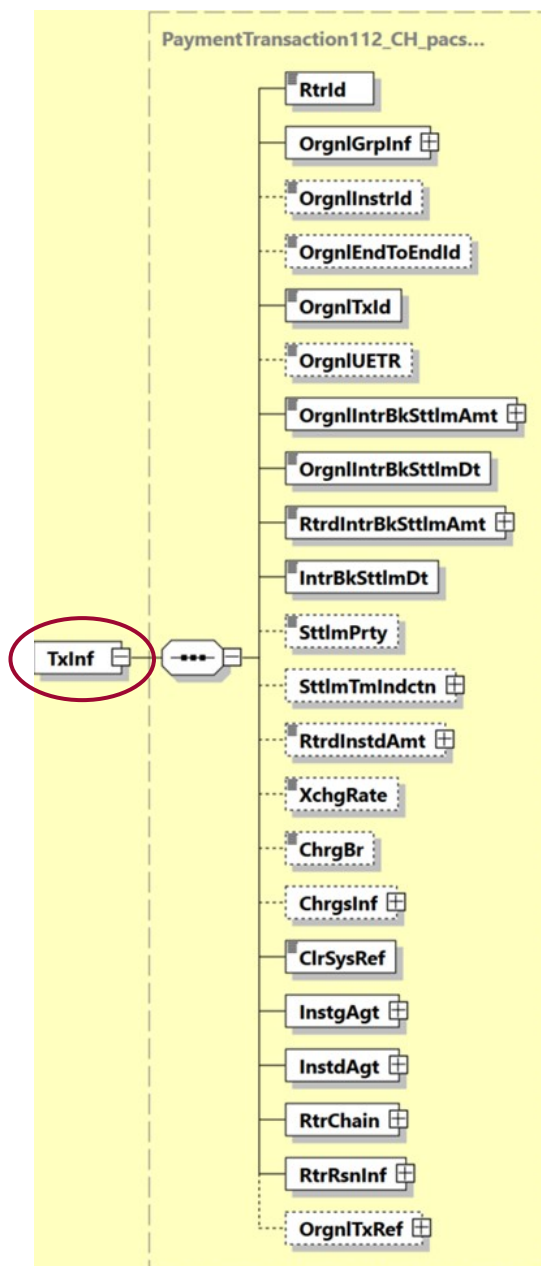 PaymentTransaction112_CH_pacs...
RtrId
OrgnlGrpInf
OrgnlInstrId
OrgnlEndToEndId
OrgnlTxId
OrgnlUETR
OrgnlIntrBkSttlmAmt
OrgnlIntrBkSttlmDt
RtrdIntrBkSttlmAmt
IntrBkSttlmDt
SttlmPrty
TxInf
SttlmTmIndctn
RtrdInstdAmt
XchgRate
ChrgBr
ChrgsInf
ClrSysRef
InstgAgt
InstdAgt
RtrChain
RtrRsnInf
OrgnlTxRef